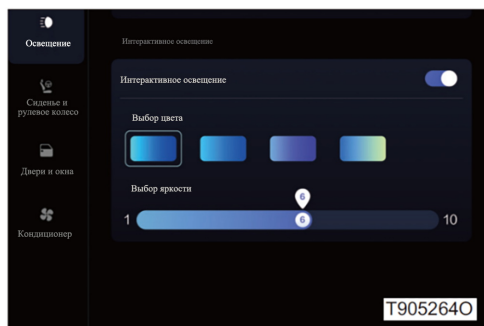 Освещение
Сиденье и
рулевое колесо
Двери и окна
Кондиционер
Интерактивное освещение
Интерактивное освещение
Выбор цвета
Выбор яркости
6
1 6 10
T905264O